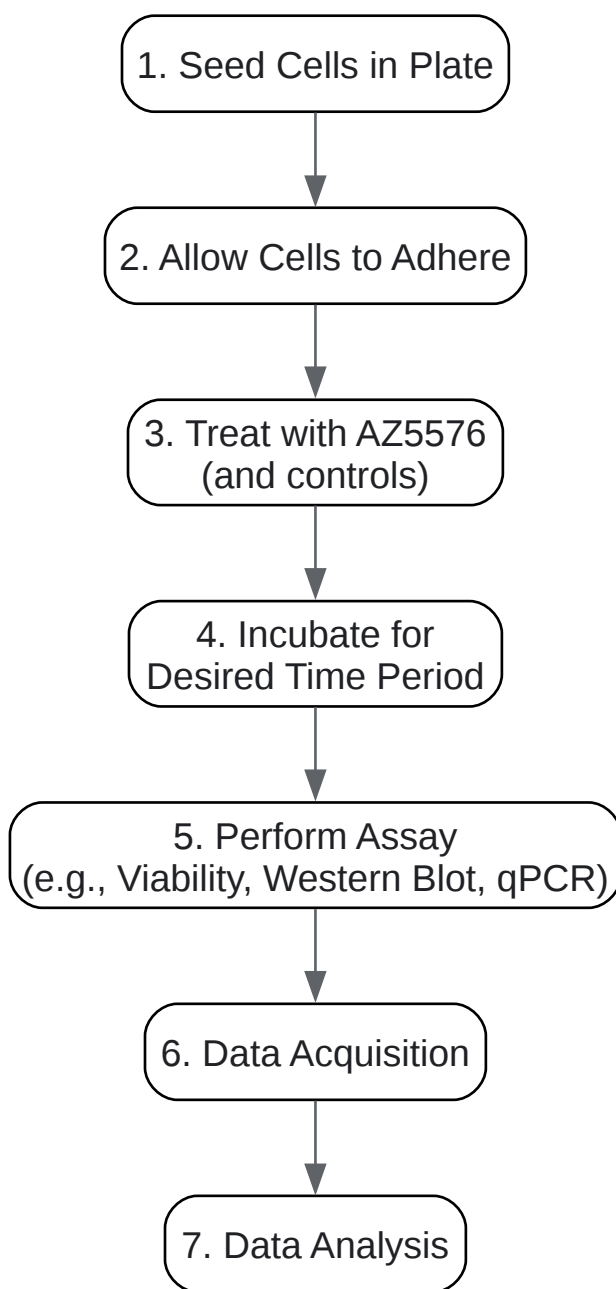 1. Seed Cells in Plate
2. Allow Cells to Adhere
3. Treat with AZ5576
(and controls)
4. Incubate for
Desired Time Period
5. Perform Assay
(e.g., Viability, Western Blot, qPCR)
6. Data Acquisition
7. Data Analysis